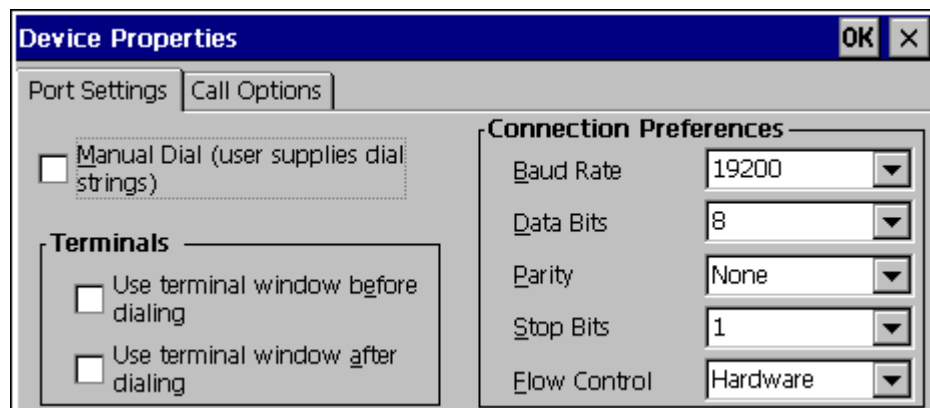 Device Properties OK ×
Port Settings Call Options
Manual Dial (user supplies dial
strings)
Terminals
Use terminal window before
dialing
Use terminal window after
dialing
Connection Preferences
Baud Rate 19200
Data Bits 8
Parity None
Stop Bits 1
Flow Control Hardware